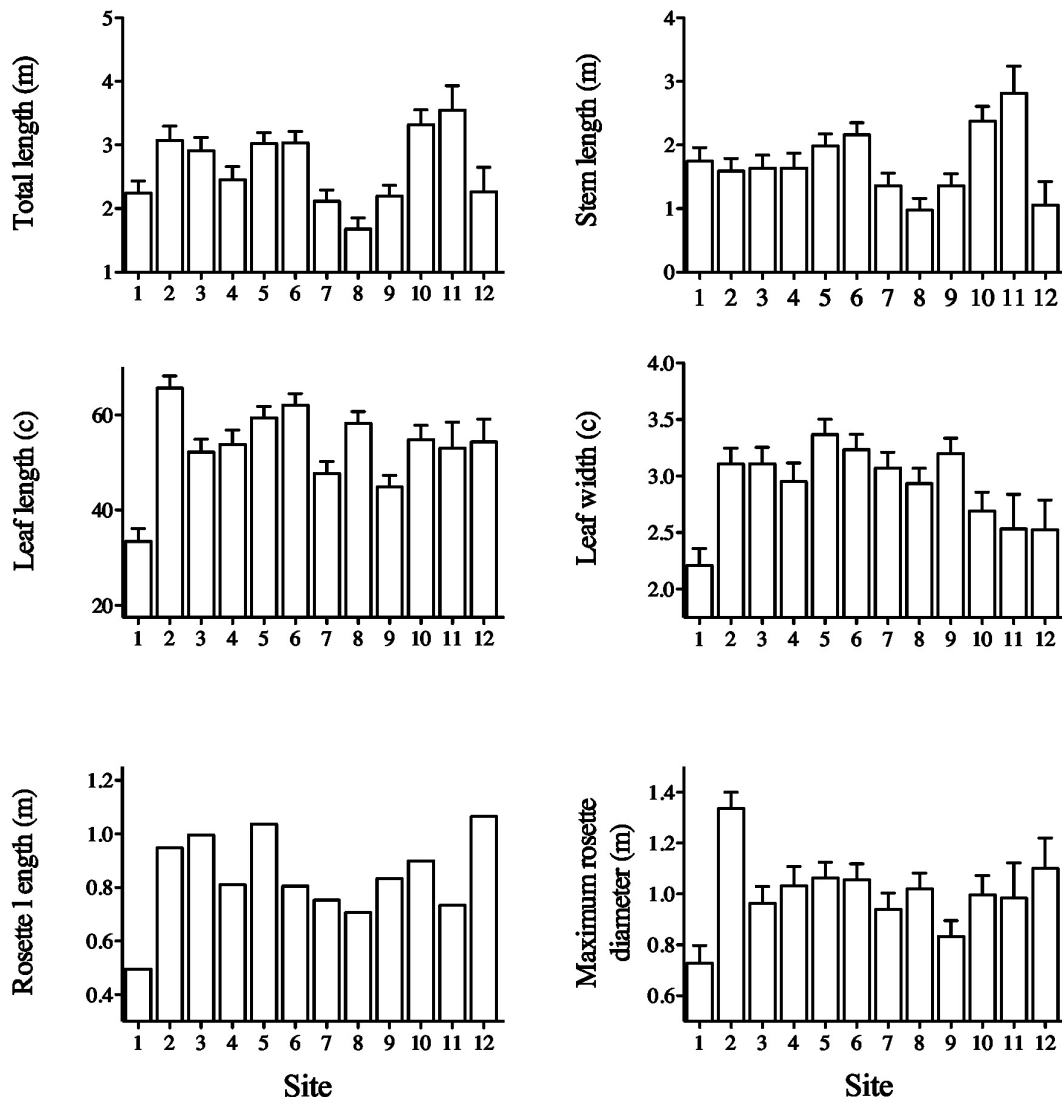 Total length (m)
5
4
3
2
1
1 2 3 4 5 6 7 8 9 10 11 12
Stem length (m)
4
3
2
1
0
1 2 3 4 5 6 7 8 9 10 11 12
Leaf length (c)
60
40
20
1 2 3 4 5 6 7 8 9 10 11 12
Leaf width (c)
4.0
3.5
3.0
2.5
2.0
1 2 3 4 5 6 7 8 9 10 11 12
Rosette l ength (m)
1.2
1.0
0.8
0.6
0.4
1 2 3 4 5 6 7 8 9 10 11 12
Site
Maximum rosette
diameter (m)
1.4
1.2
1.0
0.8
0.6
1 2 3 4 5 6 7 8 9 10 11 12
Site